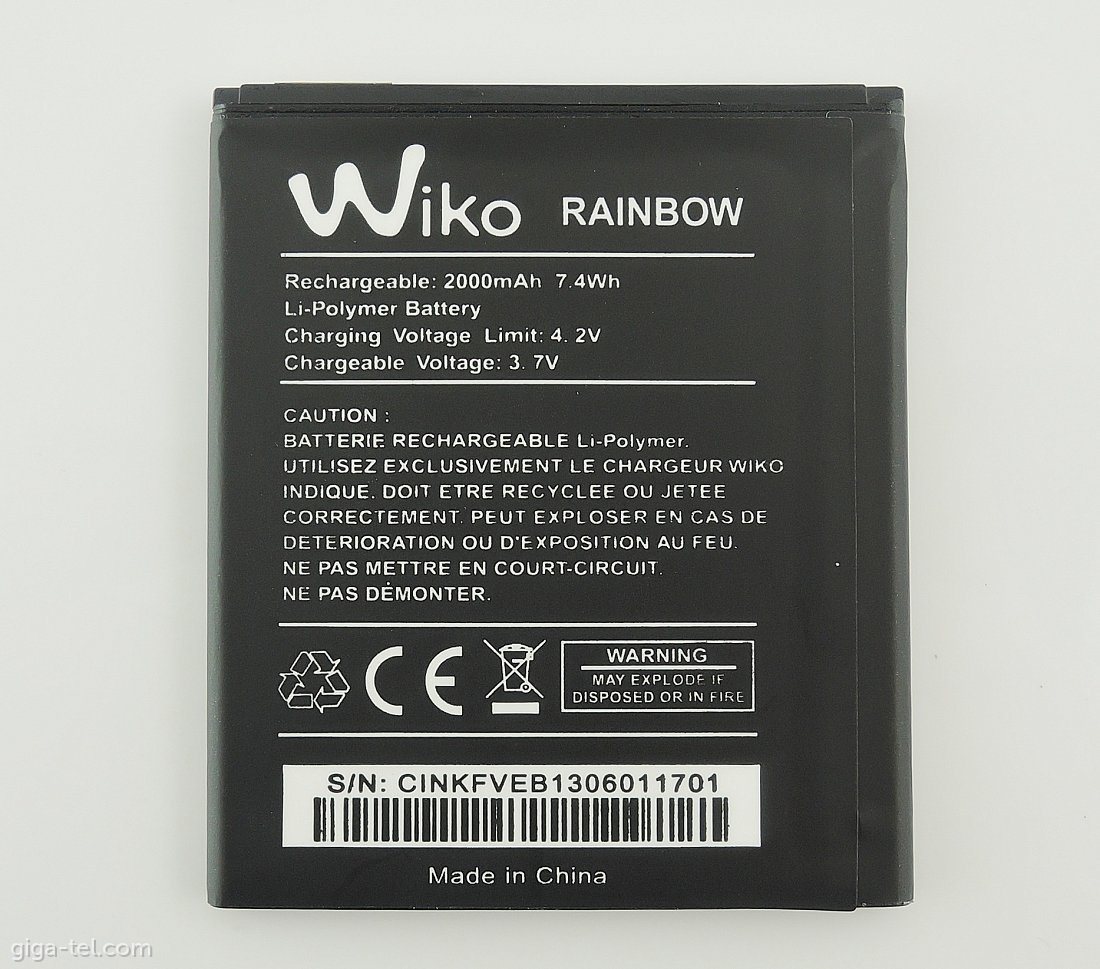 Wiko RAINBOW
Rechargeable: 2000mAh 7.4Wh
Li-Polymer Battery
Charging Voltage Limit: 4. 2V
Chargeable Voltage: 3. 7V
CAUTION :
BATTERIE RECHARGEABLE Li-Polymer.
UTILISEZ EXCLUSIVEMENT LE CHARGEUR WIKO
INDIQUE. DOIT ETRE RECYCLEE OU JETEE
CORRECTEMENT. PEUT EXPLOSER EN CAS DE
DETERIORATION OU D'EXPOSITION AU FEU.
NE PAS METTRE EN COURT-CIRCUIT.
NE PAS DÉMONTER.
CE
WARNING
MAY EXPLODE IF
DISPOSED OR IN FIRE
S/N: CINKFVEB1306011701
Made in China
giga-tel.com